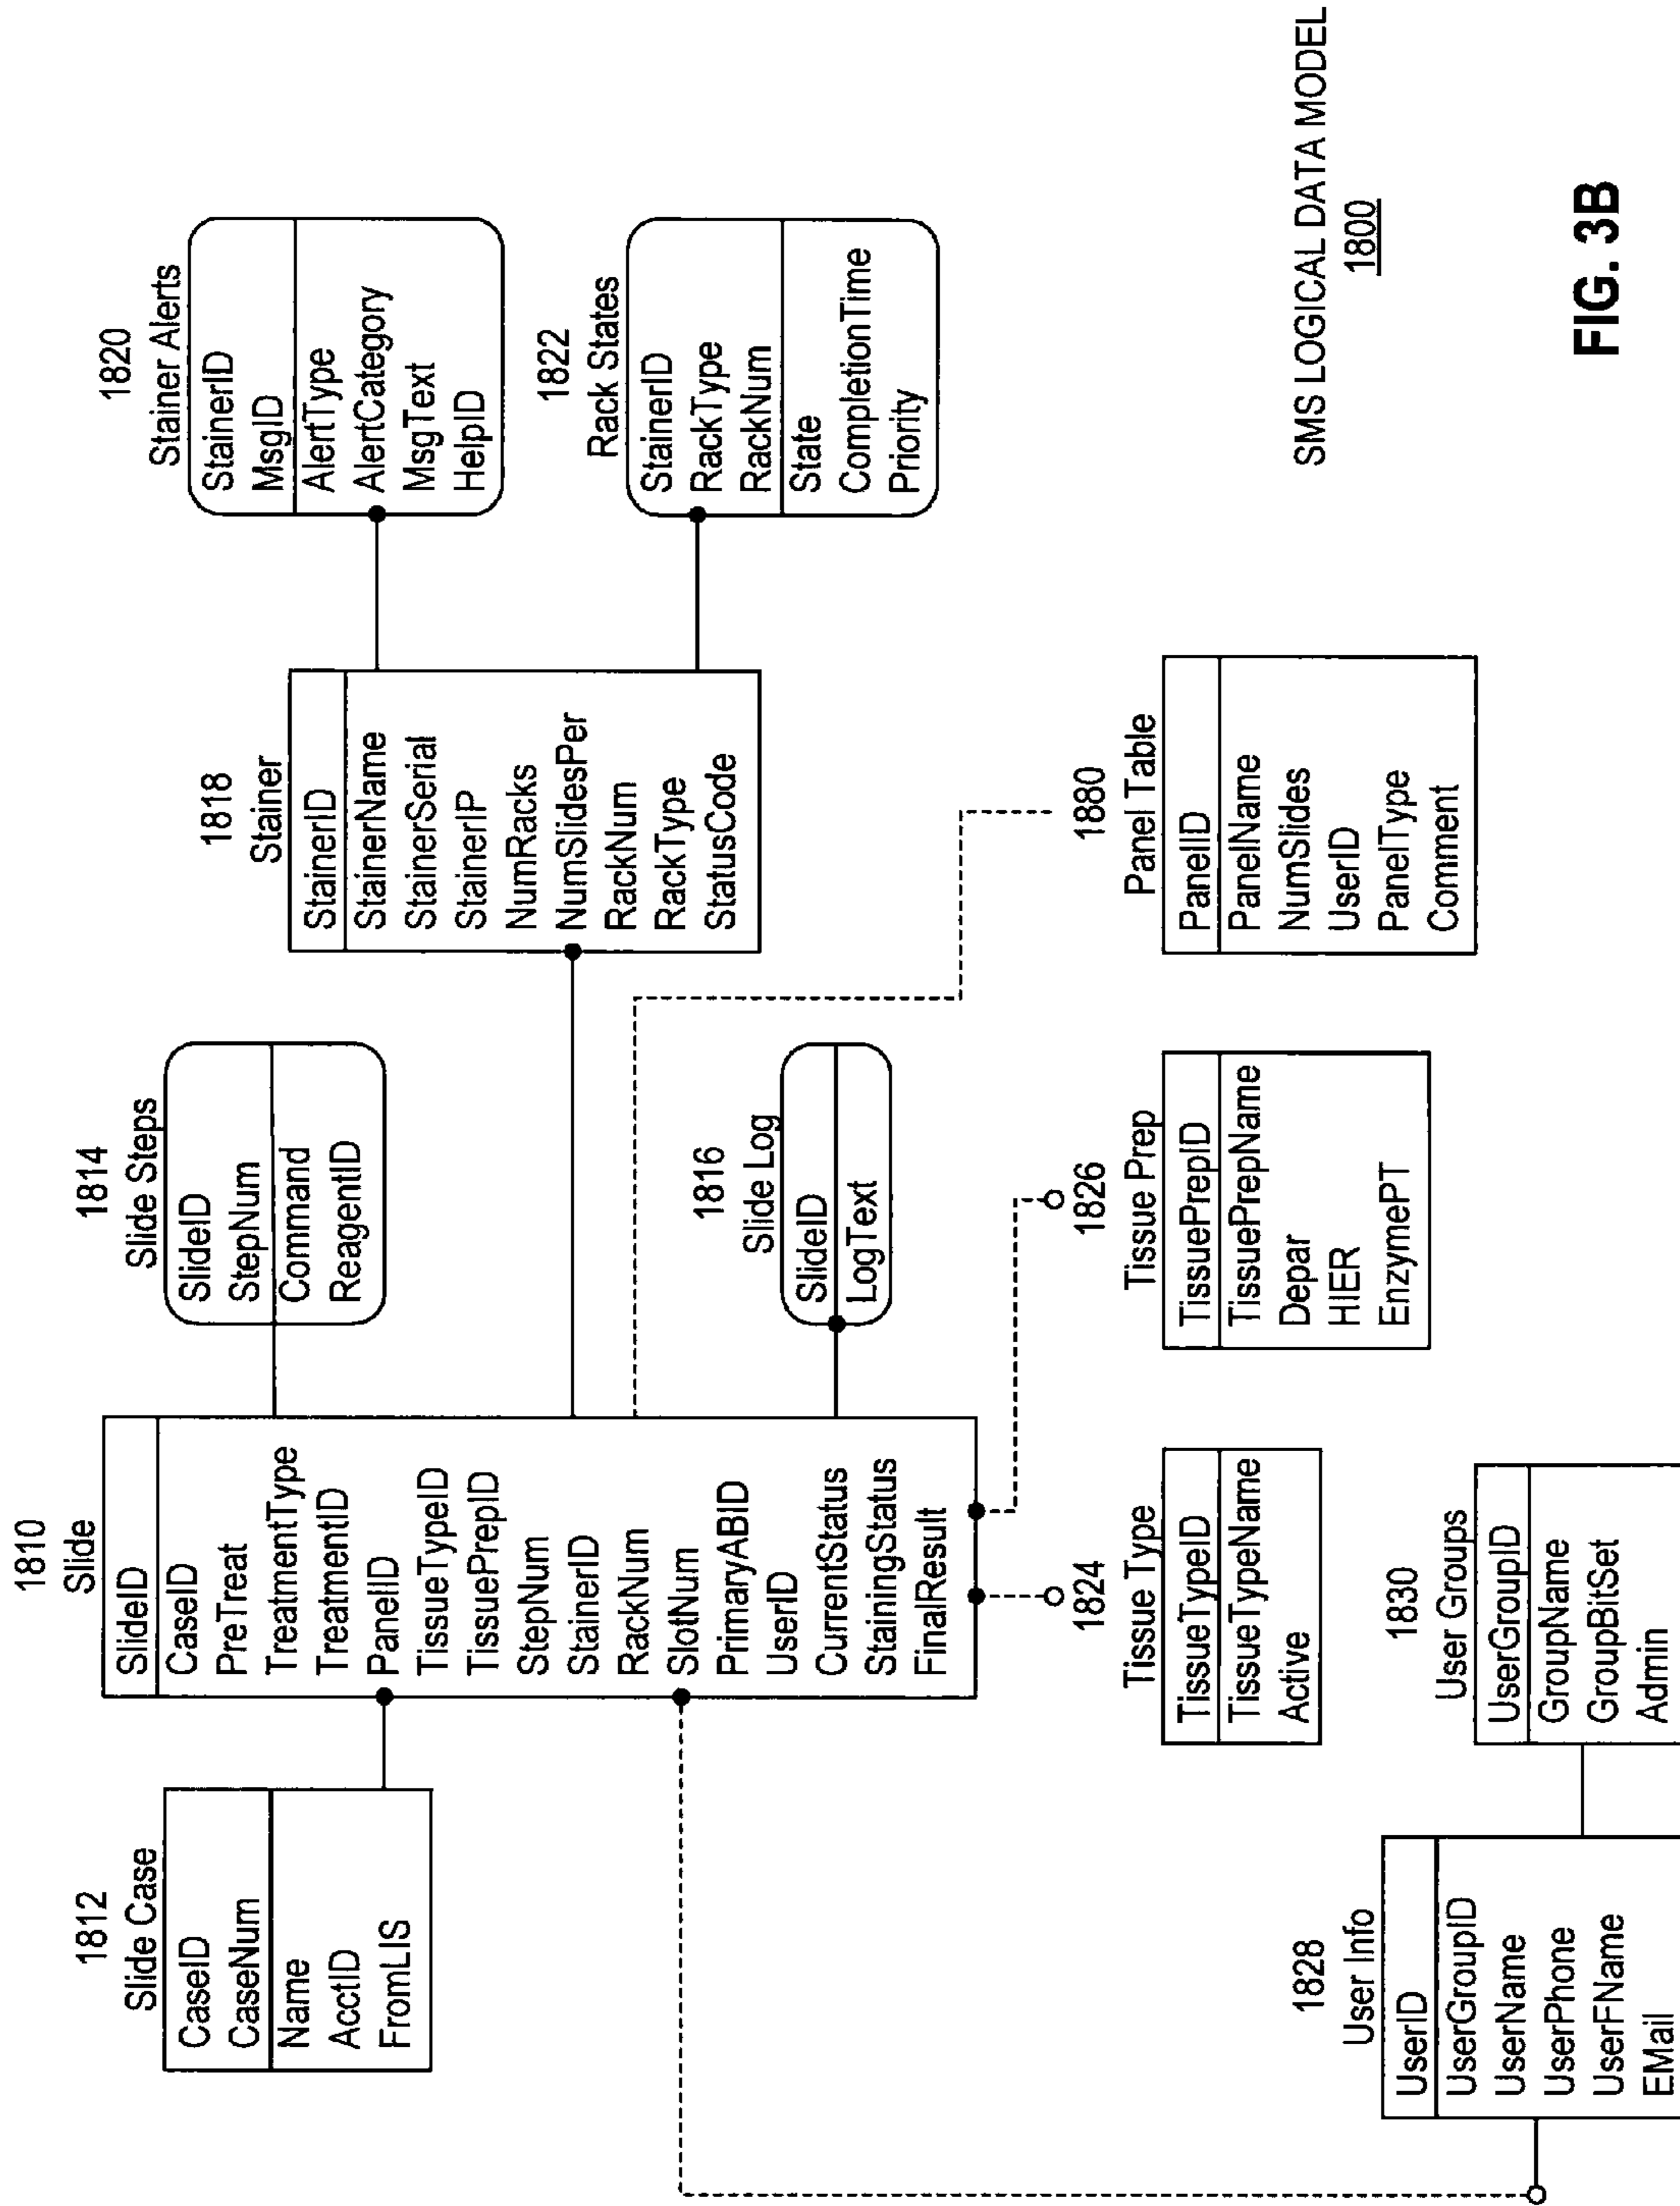 1812
Slide Case
CaseID
CaseNum
Name
AcctID
FromLIS
1810
Slide
SlideID
CaseID
PreTreat
TreatmentType
TreatmentID
PanelID
TissueTypeID
TissuePrepID
StepNum
StainerID
RackNum
SlotNum
PrimaryABID
UserID
CurrentStatus
StainingStatus
FinalResult
1814
Slide Steps
SlideID
StepNum
Command
ReagentID
1816
Slide Log
SlideID
LogText
1818
Stainer
StainerID
StainerName
StainerSerial
StainerIP
NumRacks
NumSlidesPer
RackNum
RackType
StatusCode
1820
Stainer Alerts
StainerID
MsgID
AlertType
AlertCategory
MsgText
HelpID
1822
Rack States
StainerID
RackType
RackNum
State
CompletionTime
Priority
1824
Tissue Type
TissueTypeID
TissueTypeName
Active
1826
Tissue Prep
TissuePrepID
TissuePrepName
Depar
HIER
EnzymePT
1880
Panel Table
PanelID
PanelName
NumSlides
UserID
PanelType
Comment
1828
User Info
UserID
UserGroupID
UserName
UserPhone
UserFName
EMail
1830
User Groups
UserGroupID
GroupName
GroupBitSet
Admin
SMS LOGICAL DATA MODEL
1800
FIG. 3B